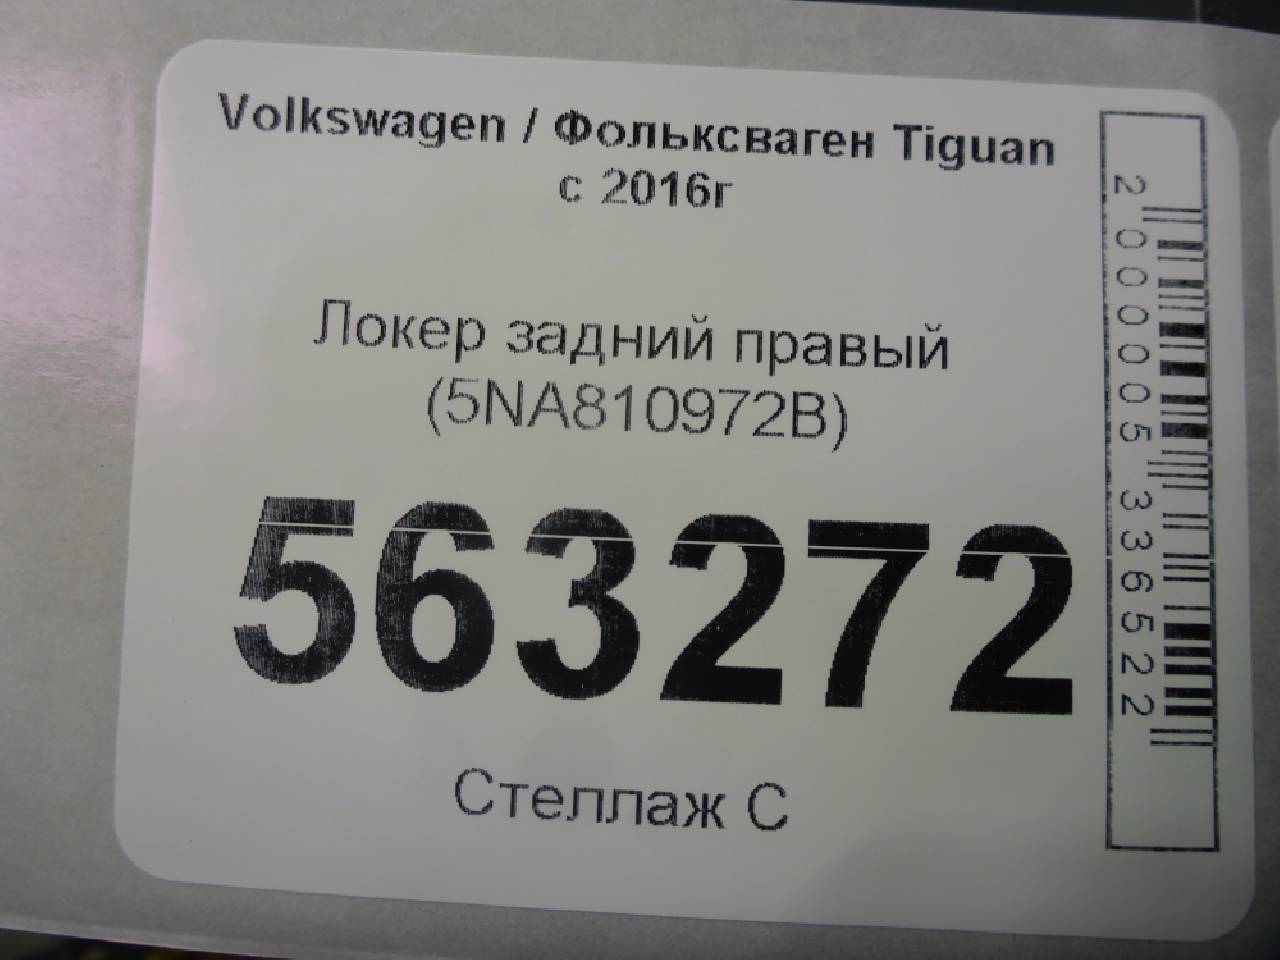 Volkswagen / Фольксваген Tiguan
с 2016г
Локер задний правый
(5NA810972B)
563272
Стеллаж С
2000005336522